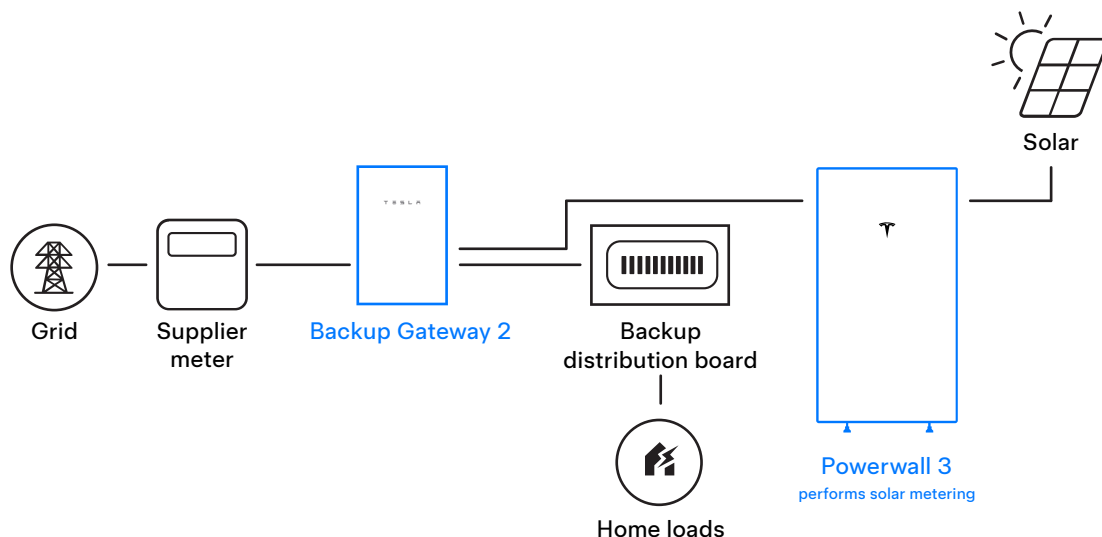 Solar
TESLA
Grid
Supplier
meter
Backup Gateway 2
Backup
distribution board
Powerwall 3
performs solar metering
Home loads